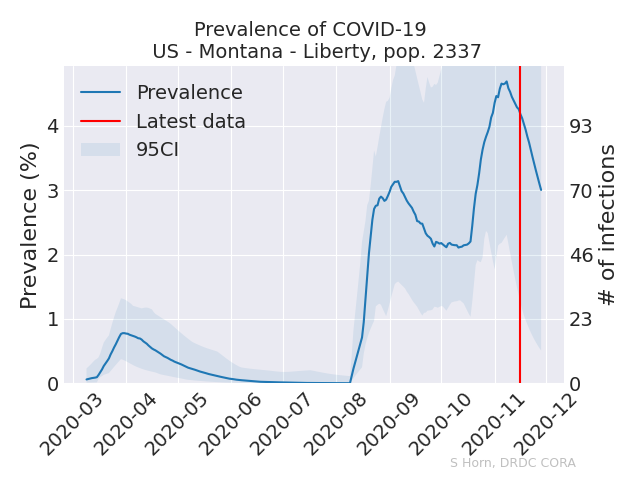 Prevalence of COVID-19
US - Montana - Liberty, pop. 2337
Prevalence
Latest data
95CI
Prevalence (%)
4
3
2
1
0
# of infections
93
70
46
23
0
2020-03
2020-04
2020-05
2020-06
2020-07
2020-08
2020-09
2020-10
2020-11
2020-12
S Horn, DRDC CORA